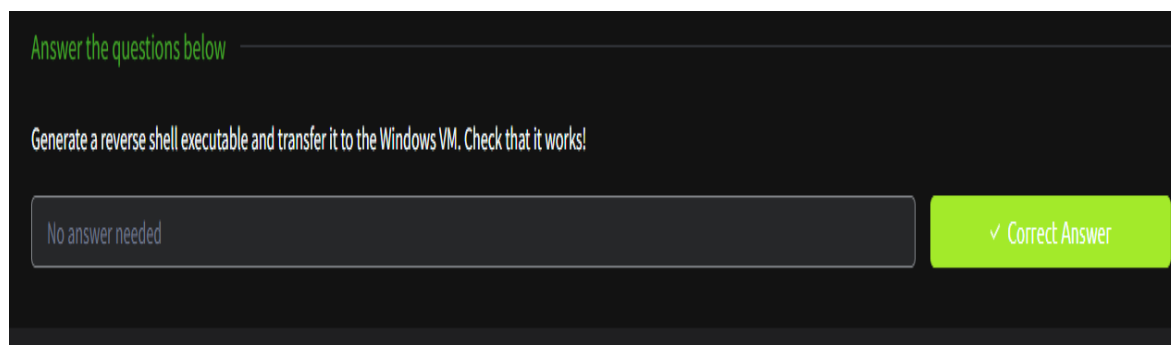 Answer the questions below
Generate a reverse shell executable and transfer it to the Windows VM. Check that it works!
No answer needed
✓ Correct Answer